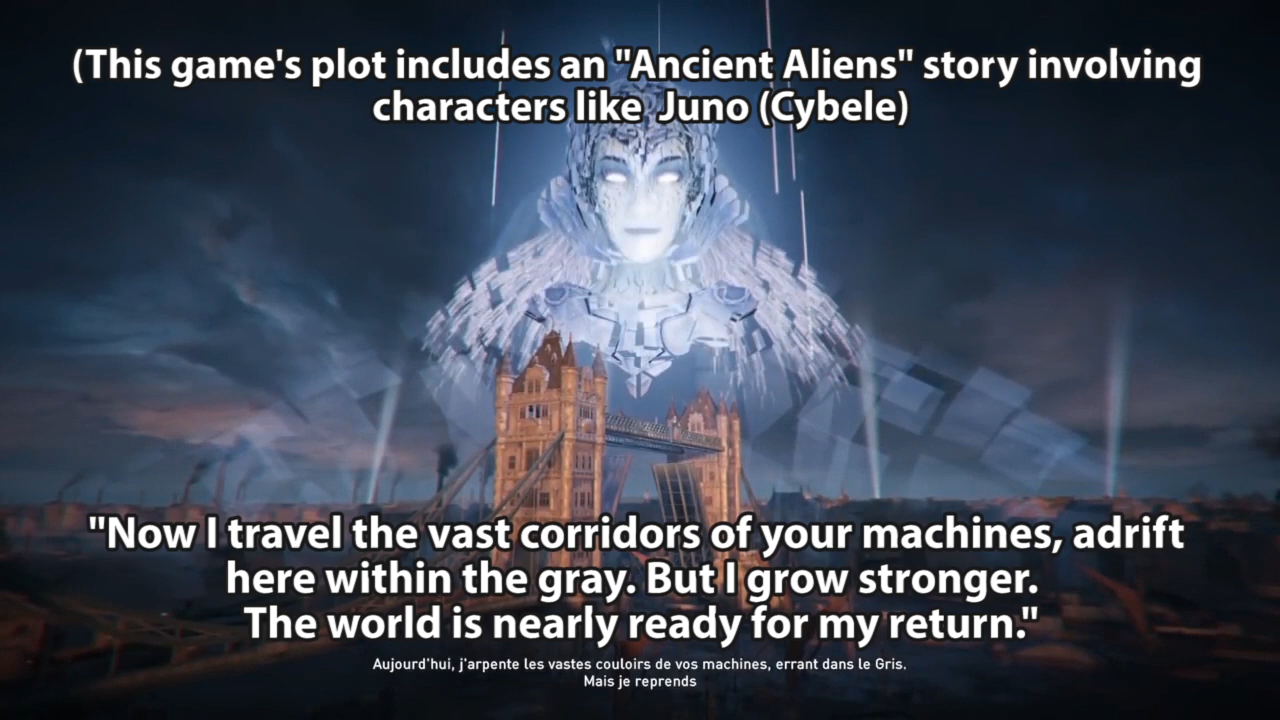 (This game's plot includes an "Ancient Aliens" story involving
characters like Juno (Cybele)
"Now I travel the vast corridors of your machines, adrift
here within the gray. But I grow stronger.
The world is nearly ready for my return."
Aujourd'hui, j'arpente les vastes couloirs de vos machines, errant dans le Gris.
Mais je reprends